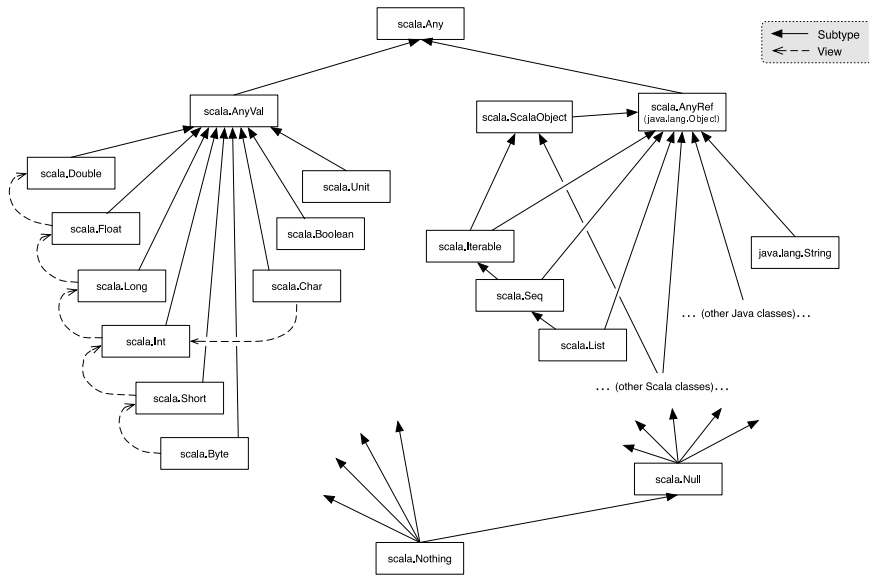 scala.Any
Subtype
View
scala.AnyVal
scala.ScalaObject
scala.AnyRef
(java.lang.Object)
scala.Double
scala.Unit
scala.Float
scala.Boolean
scala.Iterable
java.lang.String
scala.Long
scala.Char
scala.Seq
... (other Java classes)...
scala.Int
scala.List
scala.Short
... (other Scala classes)...
scala.Byte
scala.Null
scala.Nothing